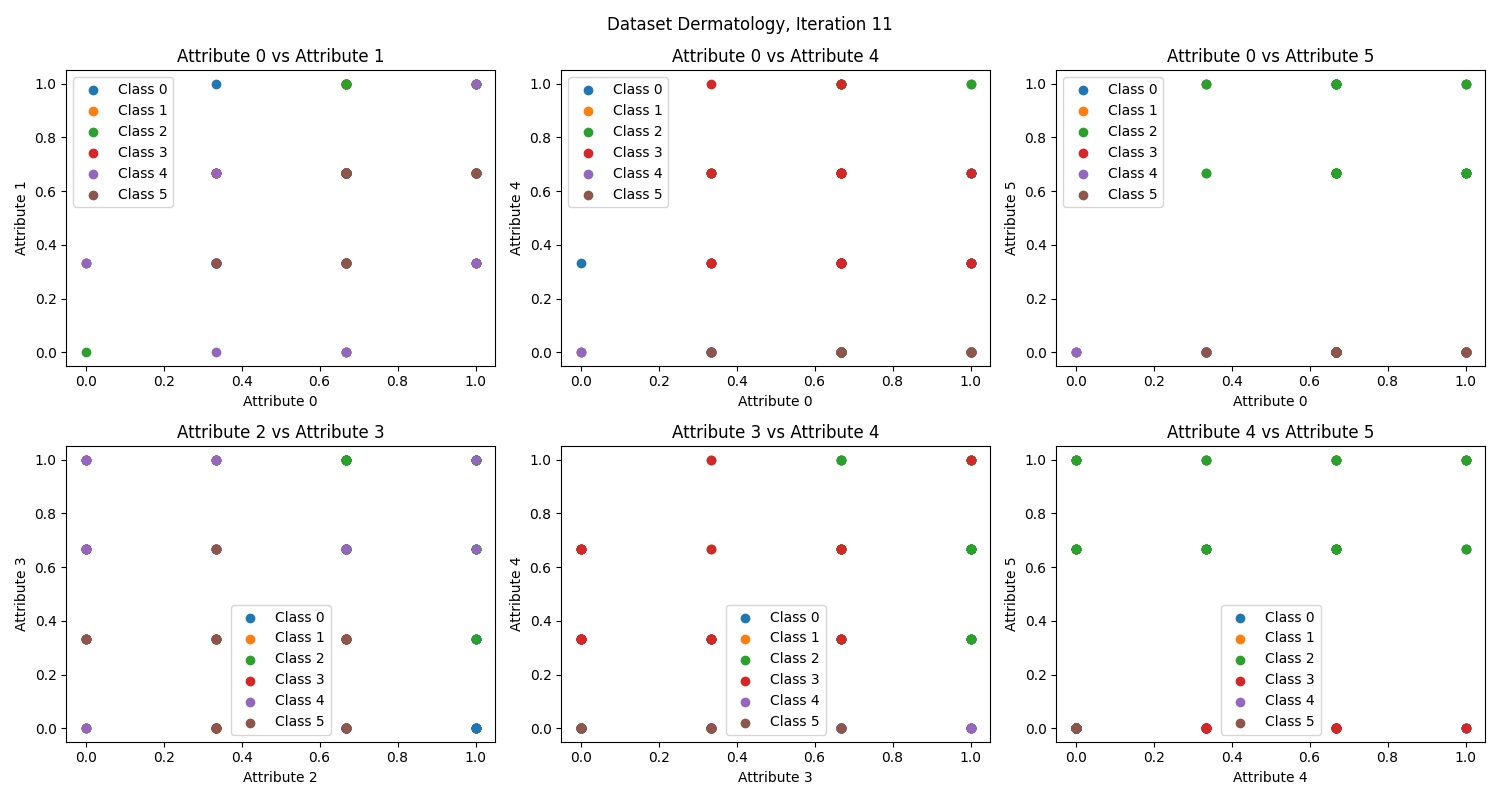 Dataset Dermatology, Iteration 11
Attribute 0 vs Attribute 1
1.0
0.8
0.6
0.4
0.2
0.0
Attribute 1
Class 0
Class 1
Class 2
Class 3
Class 4
Class 5
0.0 0.2 0.4 0.6 0.8 1.0
Attribute 0
Attribute 0 vs Attribute 4
1.0
0.8
0.6
0.4
0.2
0.0
Attribute 4
Class 0
Class 1
Class 2
Class 3
Class 4
Class 5
0.0 0.2 0.4 0.6 0.8 1.0
Attribute 0
Attribute 0 vs Attribute 5
1.0
0.8
0.6
0.4
0.2
0.0
Attribute 5
Class 0
Class 1
Class 2
Class 3
Class 4
Class 5
0.0 0.2 0.4 0.6 0.8 1.0
Attribute 0
Attribute 2 vs Attribute 3
1.0
0.8
0.6
0.4
0.2
0.0
Attribute 3
Class 0
Class 1
Class 2
Class 3
Class 4
Class 5
0.0 0.2 0.4 0.6 0.8 1.0
Attribute 2
Attribute 3 vs Attribute 4
1.0
0.8
0.6
0.4
0.2
0.0
Attribute 4
Class 0
Class 1
Class 2
Class 3
Class 4
Class 5
0.0 0.2 0.4 0.6 0.8 1.0
Attribute 3
Attribute 4 vs Attribute 5
1.0
0.8
0.6
0.4
0.2
0.0
Attribute 5
Class 0
Class 1
Class 2
Class 3
Class 4
Class 5
0.0 0.2 0.4 0.6 0.8 1.0
Attribute 4